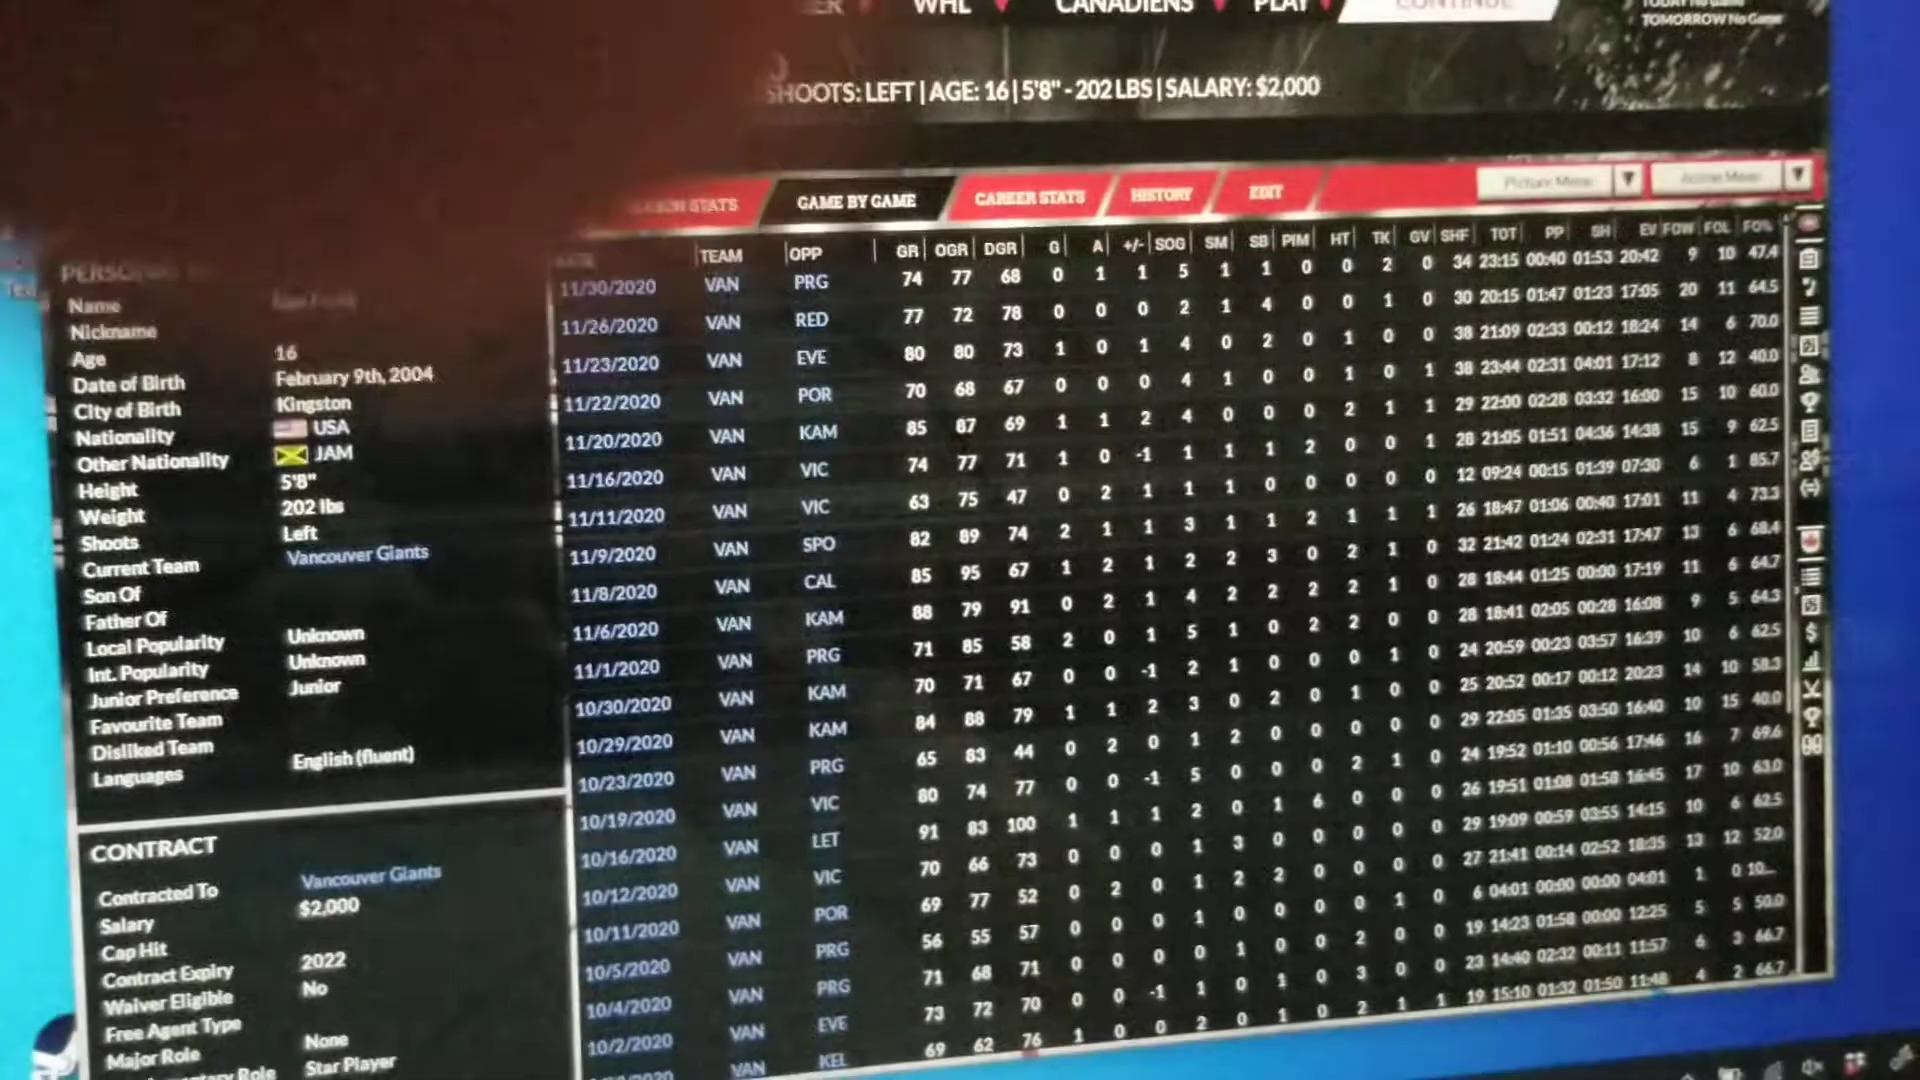 WHL CANADIENS PLAY CONTINUE
TODAY No Game
TOMORROW No Game
SHOOTS: LEFT | AGE: 16 | 5'8" - 202 LBS | SALARY: $2,000
STATS GAME BY GAME CAREER STATS HISTORY EDIT Picture Menu Action Menu
PERSONAL
Name
Nickname
Age 16
Date of Birth February 9th, 2004
City of Birth Kingston
Nationality USA
Other Nationality JAM
Height 5'8"
Weight 202 lbs
Shoots Left
Current Team Vancouver Giants
Son Of
Father Of
Local Popularity Unknown
Int. Popularity Unknown
Junior Preference Junior
Favourite Team
Disliked Team
Languages English (fluent)
CONTRACT
Contracted To Vancouver Giants
Salary $2,000
Cap Hit
Contract Expiry 2022
Waiver Eligible No
Free Agent Type
Major Role None
Role Star Player
DATE TEAM OPP GR OGR DGR G A +/- SOG SM SB PIM HT TK GV SHF TOT PP SH EV FOW FOL FO%
11/30/2020 VAN PRG 74 77 68 0 1 1 5 1 1 0 0 2 0 34 23:15 00:40 01:53 20:42 9 10 47.4
11/26/2020 VAN RED 77 72 78 0 0 0 2 1 4 0 0 1 0 30 20:15 01:47 01:23 17:05 20 11 64.5
11/23/2020 VAN EVE 80 80 73 1 0 1 4 0 2 0 1 0 0 38 21:09 02:33 00:12 18:24 14 6 70.0
11/22/2020 VAN POR 70 68 67 0 0 0 4 1 0 0 1 0 1 38 23:44 02:31 04:01 17:12 8 12 40.0
11/20/2020 VAN KAM 85 87 69 1 1 2 4 0 0 0 2 1 1 29 22:00 02:28 03:32 16:00 15 10 60.0
11/16/2020 VAN VIC 74 77 71 1 0 -1 1 1 1 2 0 0 1 28 21:05 01:51 04:36 14:38 15 9 62.5
11/11/2020 VAN VIC 63 75 47 0 2 1 1 1 0 0 0 0 0 12 09:24 00:15 01:39 07:30 6 1 85.7
11/9/2020 VAN SPO 82 89 74 2 1 1 3 1 1 2 1 1 1 26 18:47 01:06 00:40 17:01 11 4 73.3
11/8/2020 VAN CAL 85 95 67 1 2 1 2 2 3 0 2 1 0 32 21:42 01:24 02:31 17:47 13 6 68.4
11/6/2020 VAN KAM 88 79 91 0 2 1 4 2 2 2 2 1 0 28 18:44 01:25 00:00 17:19 11 6 64.7
11/1/2020 VAN PRG 71 85 58 2 0 1 5 1 0 2 2 0 0 28 18:41 02:05 00:28 16:08 9 5 64.3
10/30/2020 VAN KAM 70 71 67 0 0 -1 2 1 0 0 0 1 0 24 20:59 00:23 03:57 16:39 10 6 62.5
10/29/2020 VAN KAM 84 88 79 1 1 2 3 0 2 0 1 0 0 25 20:52 00:17 00:12 20:23 14 10 58.3
10/23/2020 VAN PRG 65 83 44 0 2 0 1 2 0 0 0 0 0 29 22:05 01:35 03:50 16:40 10 15 40.0
10/19/2020 VAN VIC 80 74 77 0 0 -1 5 0 0 0 2 1 0 24 19:52 01:10 00:56 17:46 16 7 69.6
10/16/2020 VAN LET 91 83 100 1 1 1 2 0 1 6 0 0 0 26 19:51 01:08 01:58 16:45 17 10 63.0
10/12/2020 VAN VIC 70 66 73 0 0 0 1 3 0 0 0 0 0 29 19:09 00:59 03:55 14:15 10 6 62.5
10/11/2020 VAN POR 69 77 52 0 2 0 1 2 2 0 0 0 0 27 21:41 00:14 02:52 18:35 13 12 52.0
10/5/2020 VAN PRG 56 55 57 0 0 0 1 0 0 0 0 1 0 6 04:01 00:00 00:00 04:01 1 0 10...
10/4/2020 VAN PRG 71 68 71 0 0 0 0 1 0 0 2 0 0 19 14:23 01:58 00:00 12:25 5 5 50.0
10/2/2020 VAN EVE 73 72 70 0 0 -1 1 0 1 0 3 0 0 23 14:40 02:32 00:11 11:57 6 3 66.7
VAN KEL 69 62 76 1 0 0 2 0 1 0 2 1 1 19 15:10 01:32 01:50 11:48 4 2 66.7